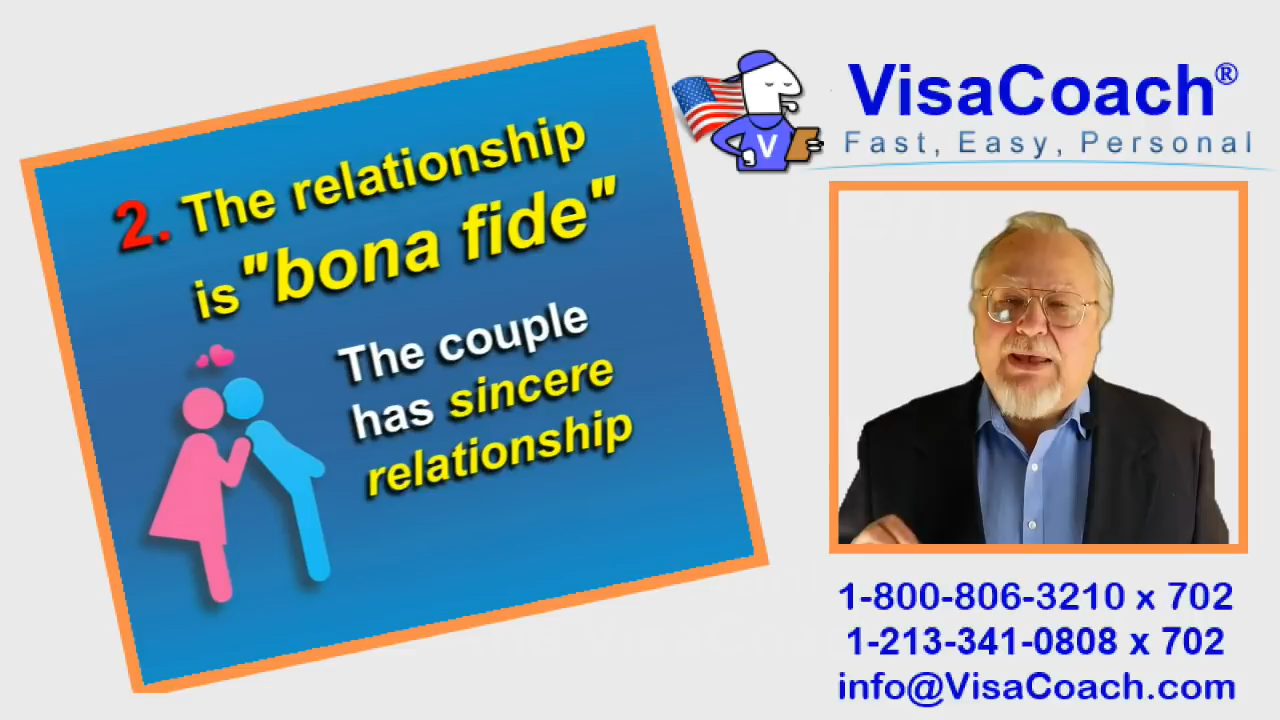 2. The relationship
is "bona fide"
The couple
has sincere
relationship
V
VisaCoach®
Fast, Easy, Personal
1-800-806-3210 x 702
1-213-341-0808 x 702
info@VisaCoach.com